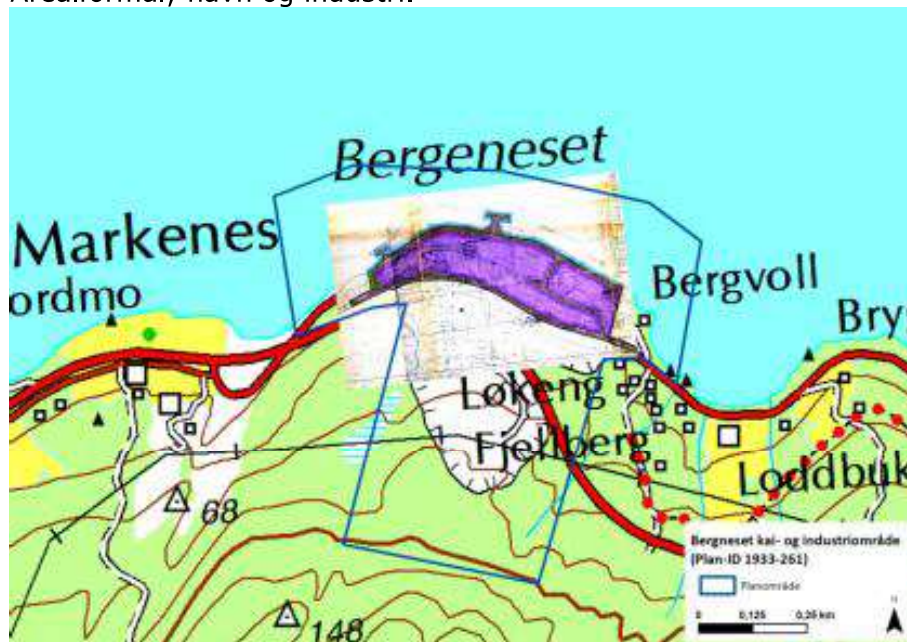 Arealformål, havn og industri.
Bergeneset
Markenes
ordmo
Bergvoll
Bryg
Løkeng
Fjellberg
Loddbuk
68
148
Bergneset kai- og industriområde
(Plan-ID 1933-261)
Planområde
N
0 0,125 0,25 km